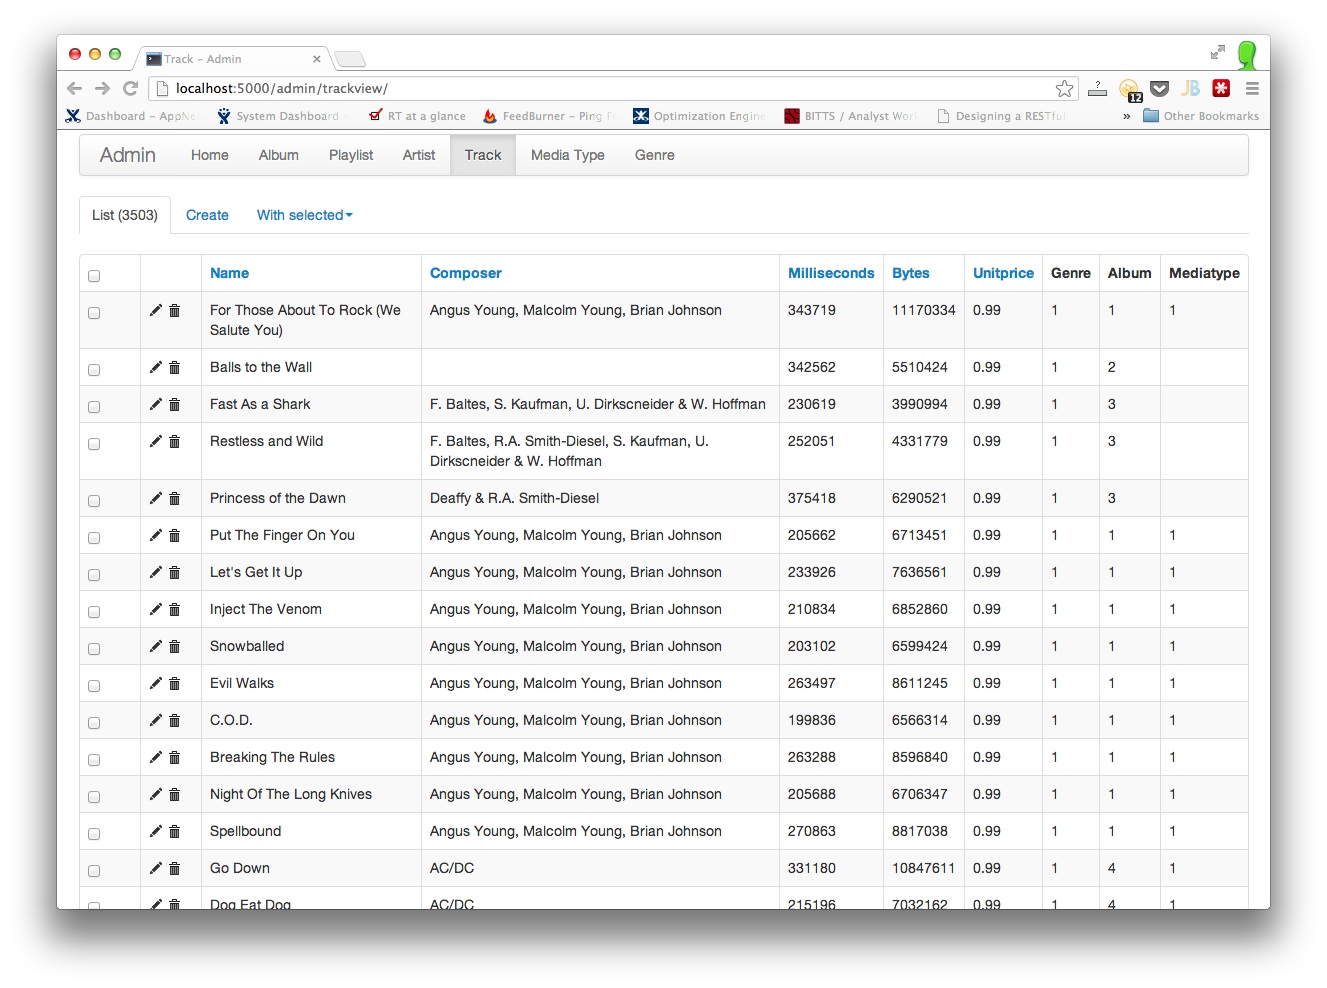 Track – Admin
localhost:5000/admin/trackview/
?
12
JB
Dashboard – AppNe
System Dashboard
RT at a glance
FeedBurner – Ping
Optimization Engine
BITTS / Analyst Wor
Designing a RESTful
»
Other Bookmarks
Admin Home Album Playlist Artist Track Media Type Genre
List (3503) Create With selected
Name Composer Milliseconds Bytes Unitprice Genre Album Mediatype
For Those About To Rock (We Angus Young, Malcolm Young, Brian Johnson 343719 11170334 0.99 1 1 1
Salute You)
Balls to the Wall 342562 5510424 0.99 1 2
Fast As a Shark F. Baltes, S. Kaufman, U. Dirkscneider & W. Hoffman 230619 3990994 0.99 1 3
Restless and Wild F. Baltes, R.A. Smith-Diesel, S. Kaufman, U. 252051 4331779 0.99 1 3
Dirkscneider & W. Hoffman
Princess of the Dawn Deaffy & R.A. Smith-Diesel 375418 6290521 0.99 1 3
Put The Finger On You Angus Young, Malcolm Young, Brian Johnson 205662 6713451 0.99 1 1 1
Let's Get It Up Angus Young, Malcolm Young, Brian Johnson 233926 7636561 0.99 1 1 1
Inject The Venom Angus Young, Malcolm Young, Brian Johnson 210834 6852860 0.99 1 1 1
Snowballed Angus Young, Malcolm Young, Brian Johnson 203102 6599424 0.99 1 1 1
Evil Walks Angus Young, Malcolm Young, Brian Johnson 263497 8611245 0.99 1 1 1
C.O.D. Angus Young, Malcolm Young, Brian Johnson 199836 6566314 0.99 1 1 1
Breaking The Rules Angus Young, Malcolm Young, Brian Johnson 263288 8596840 0.99 1 1 1
Night Of The Long Knives Angus Young, Malcolm Young, Brian Johnson 205688 6706347 0.99 1 1 1
Spellbound Angus Young, Malcolm Young, Brian Johnson 270863 8817038 0.99 1 1 1
Go Down AC/DC 331180 10847611 0.99 1 4 1
Dog Eat Dog AC/DC 215196 7032162 0.99 1 4 1